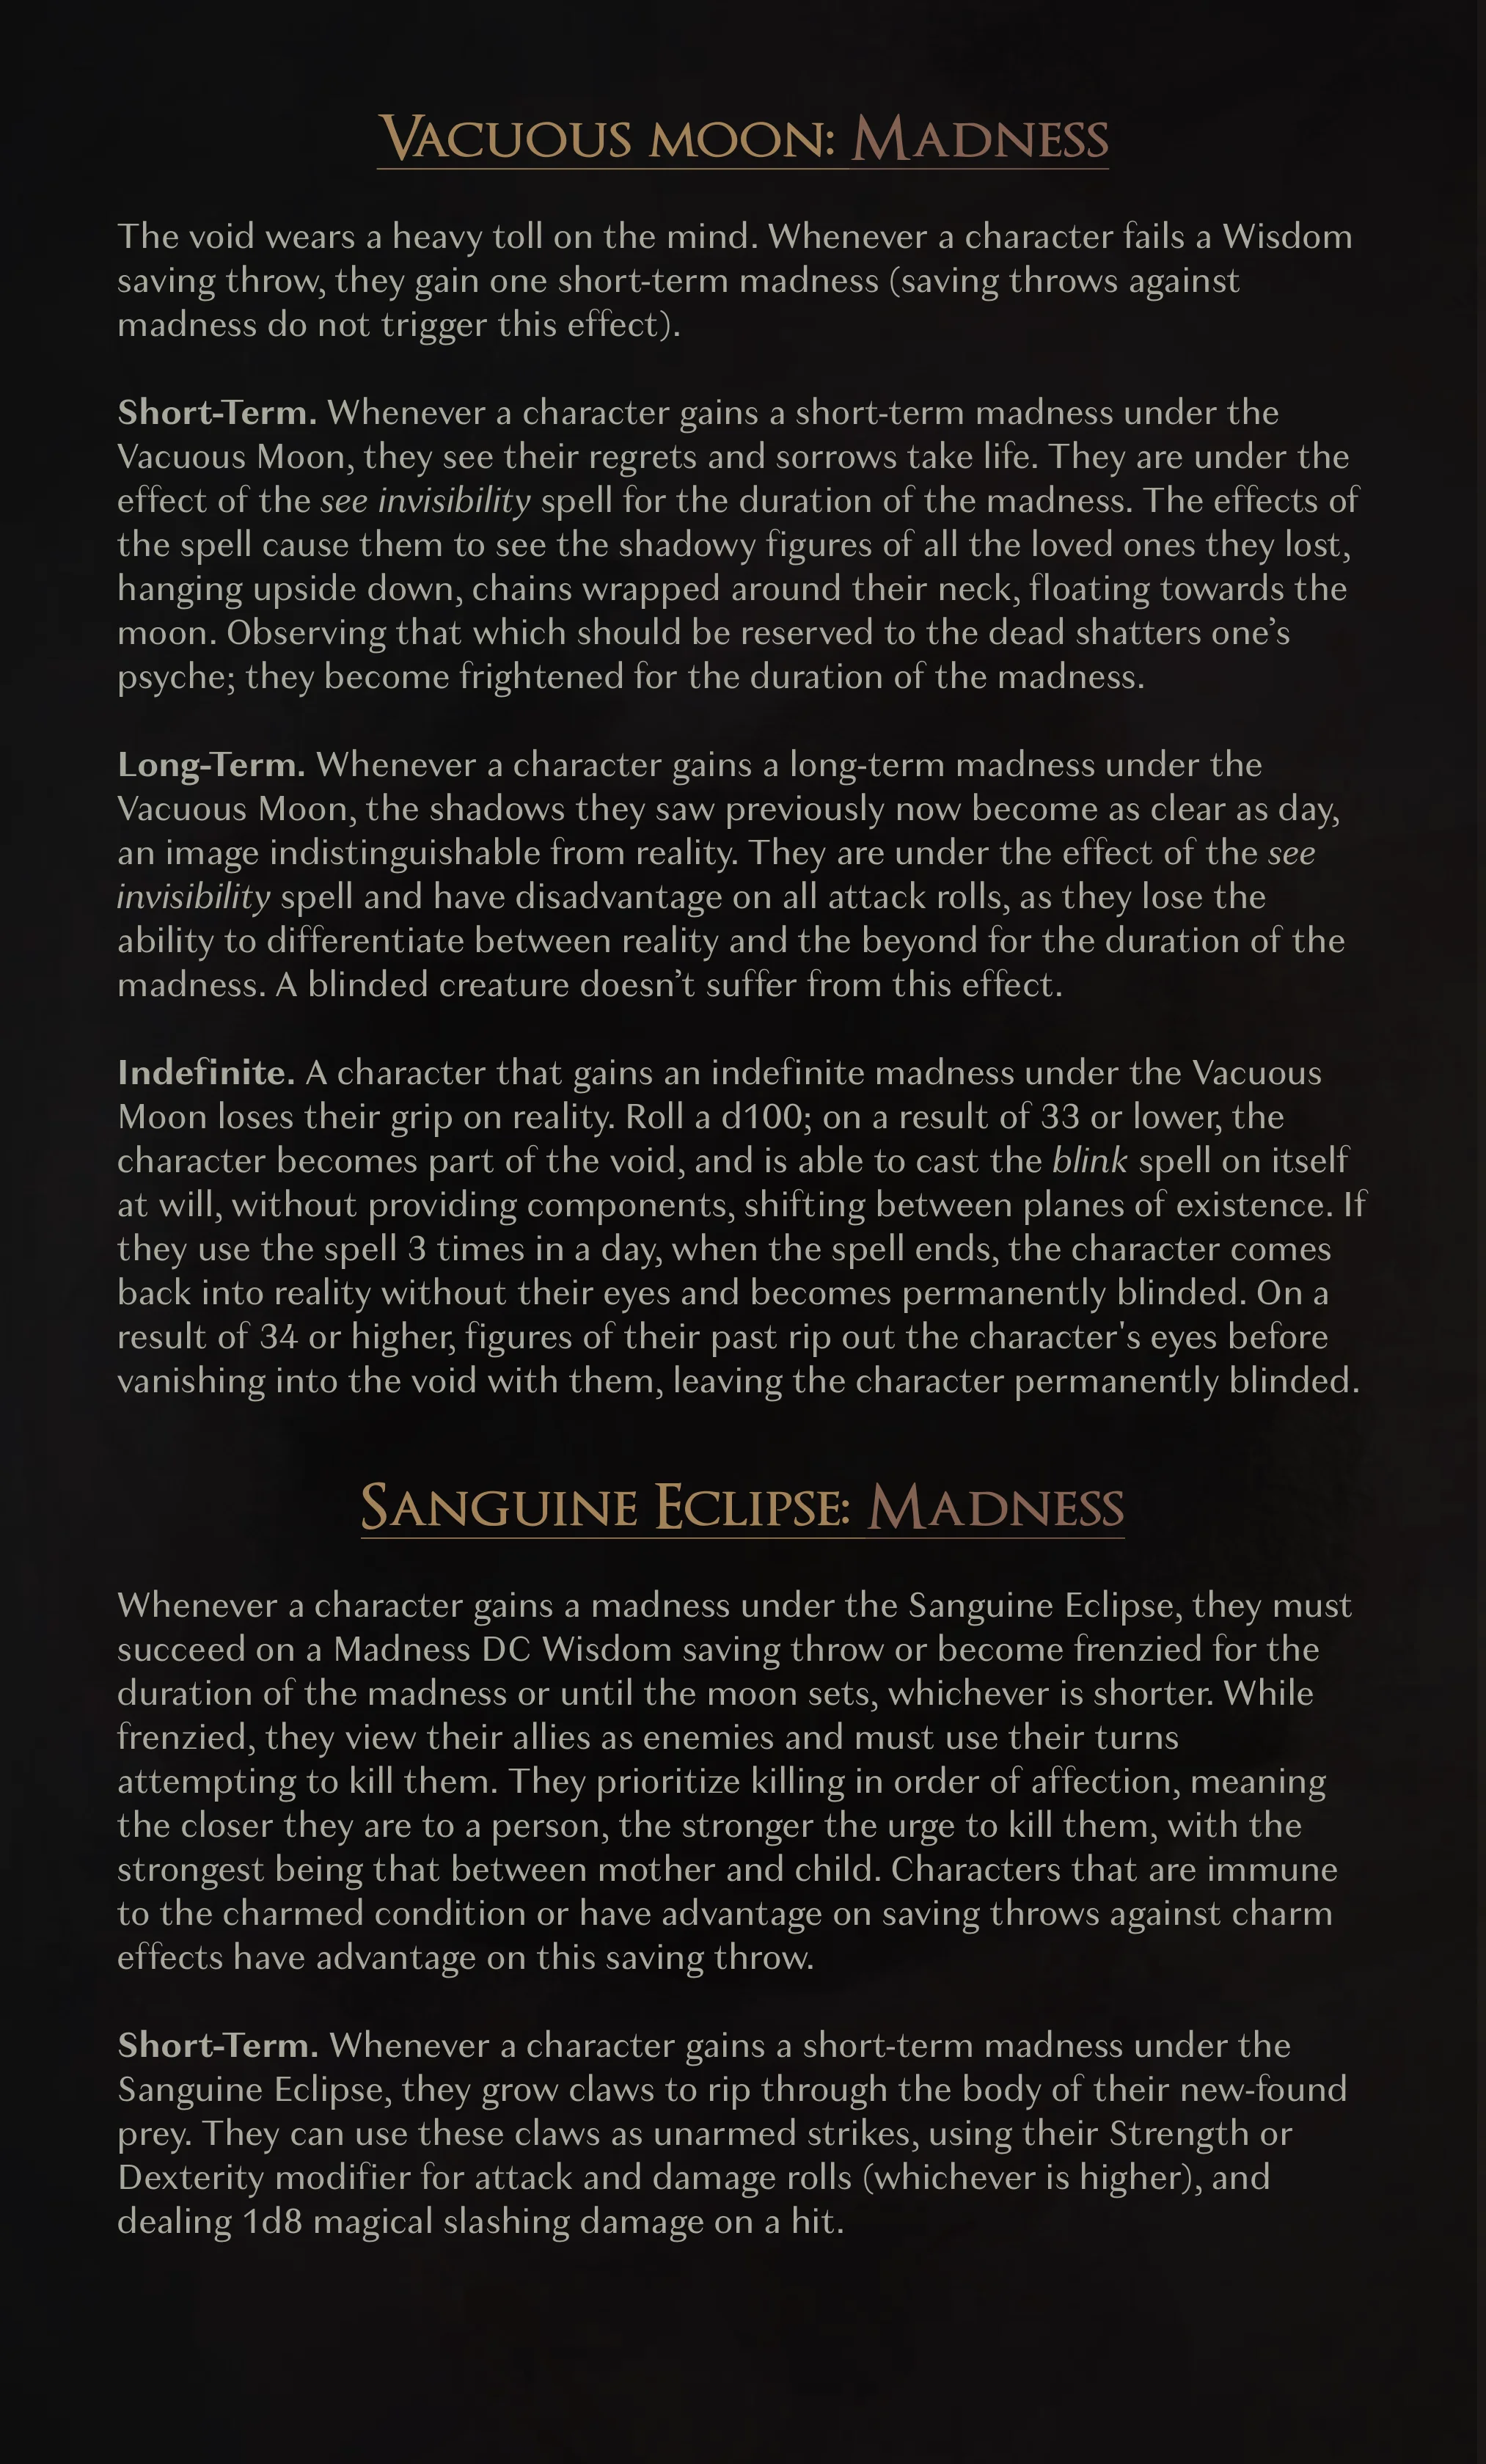 Vacuous moon: Madness
The void wears a heavy toll on the mind. Whenever a character fails a Wisdom
saving throw, they gain one short-term madness (saving throws against
madness do not trigger this effect).
Short-Term. Whenever a character gains a short-term madness under the
Vacuous Moon, they see their regrets and sorrows take life. They are under the
effect of the see invisibility spell for the duration of the madness. The effects of
the spell cause them to see the shadowy figures of all the loved ones they lost,
hanging upside down, chains wrapped around their neck, floating towards the
moon. Observing that which should be reserved to the dead shatters one’s
psyche; they become frightened for the duration of the madness.
Long-Term. Whenever a character gains a long-term madness under the
Vacuous Moon, the shadows they saw previously now become as clear as day,
an image indistinguishable from reality. They are under the effect of the see
invisibility spell and have disadvantage on all attack rolls, as they lose the
ability to differentiate between reality and the beyond for the duration of the
madness. A blinded creature doesn’t suffer from this effect.
Indefinite. A character that gains an indefinite madness under the Vacuous
Moon loses their grip on reality. Roll a d100; on a result of 33 or lower, the
character becomes part of the void, and is able to cast the blink spell on itself
at will, without providing components, shifting between planes of existence. If
they use the spell 3 times in a day, when the spell ends, the character comes
back into reality without their eyes and becomes permanently blinded. On a
result of 34 or higher, figures of their past rip out the character's eyes before
vanishing into the void with them, leaving the character permanently blinded.
Sanguine Eclipse: Madness
Whenever a character gains a madness under the Sanguine Eclipse, they must
succeed on a Madness DC Wisdom saving throw or become frenzied for the
duration of the madness or until the moon sets, whichever is shorter. While
frenzied, they view their allies as enemies and must use their turns
attempting to kill them. They prioritize killing in order of affection, meaning
the closer they are to a person, the stronger the urge to kill them, with the
strongest being that between mother and child. Characters that are immune
to the charmed condition or have advantage on saving throws against charm
effects have advantage on this saving throw.
Short-Term. Whenever a character gains a short-term madness under the
Sanguine Eclipse, they grow claws to rip through the body of their new-found
prey. They can use these claws as unarmed strikes, using their Strength or
Dexterity modifier for attack and damage rolls (whichever is higher), and
dealing 1d8 magical slashing damage on a hit.